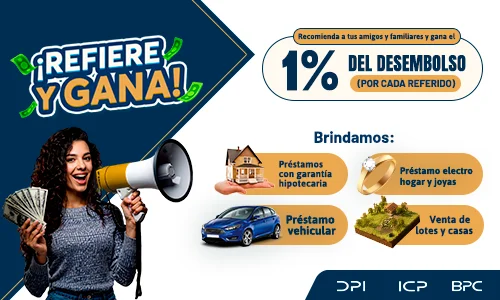 ¡REFIERE
Y GANA!
Recomienda a tus amigos y familiares y gana el
1% DEL DESEMBOLSO
(POR CADA REFERIDO)
Brindamos:
Préstamos
con garantía
hipotecaria
Préstamo electro
hogar y joyas
Préstamo
vehicular
Venta de
lotes y casas
DPI ICP BPC